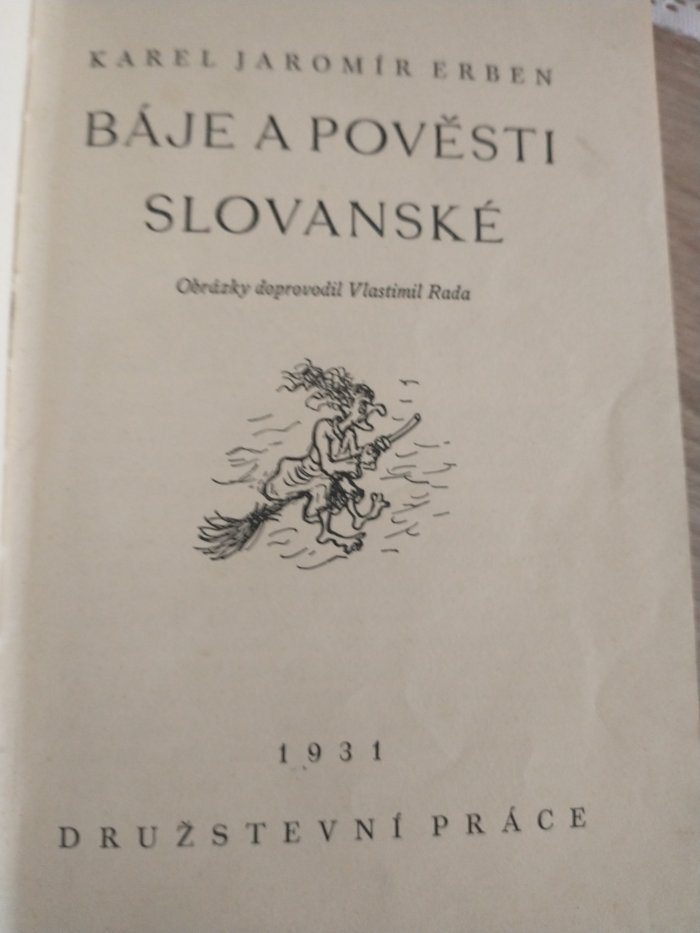 KAREL JAROMÍR ERBEN
BÁJE A POVĚSTI
SLOVANSKÉ
Obrázky doprovodil Vlastimil Rada
1931
DRUŽSTEVNÍ PRÁCE